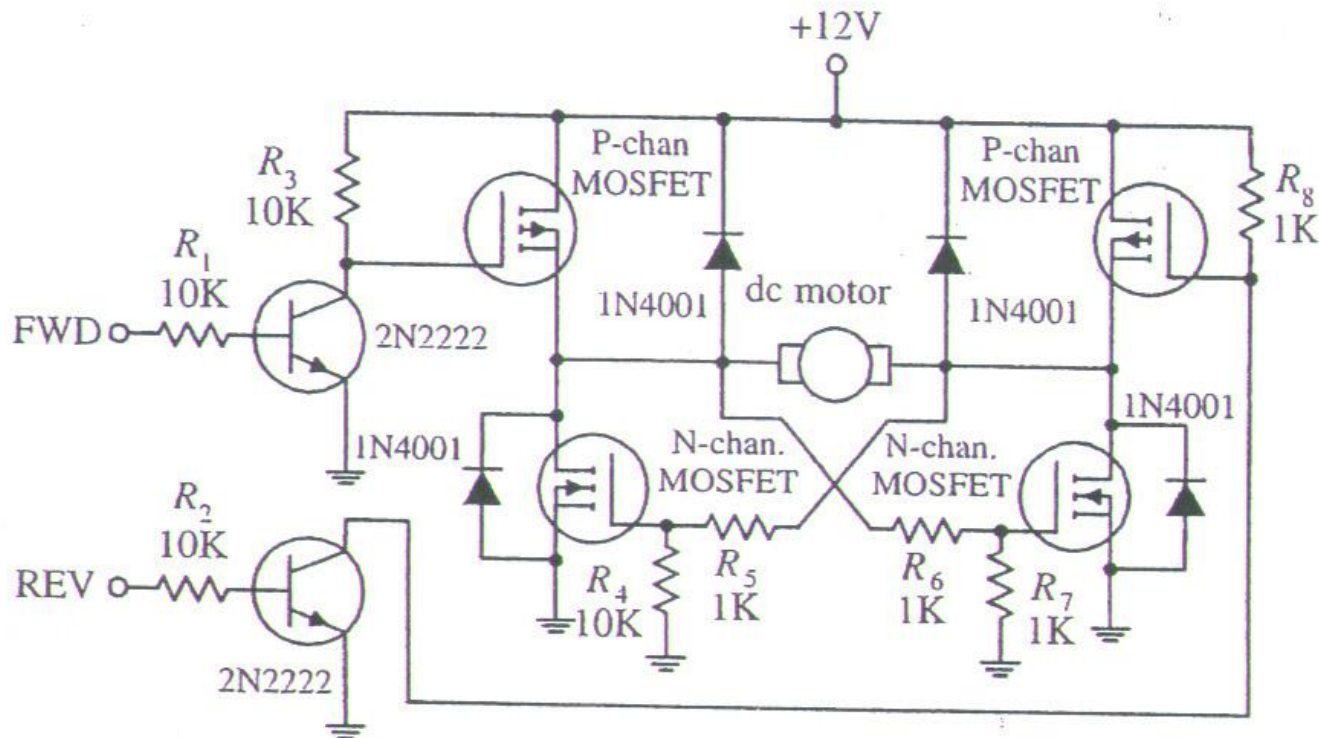 +12V
P-chan
MOSFET
P-chan
MOSFET
R3
10K
R8
1K
R1
10K
FWD
2N2222
1N4001
dc motor
1N4001
1N4001
1N4001
N-chan.
MOSFET
N-chan.
MOSFET
R2
10K
REV
2N2222
R4
10K
R5
1K
R6
1K
R7
1K